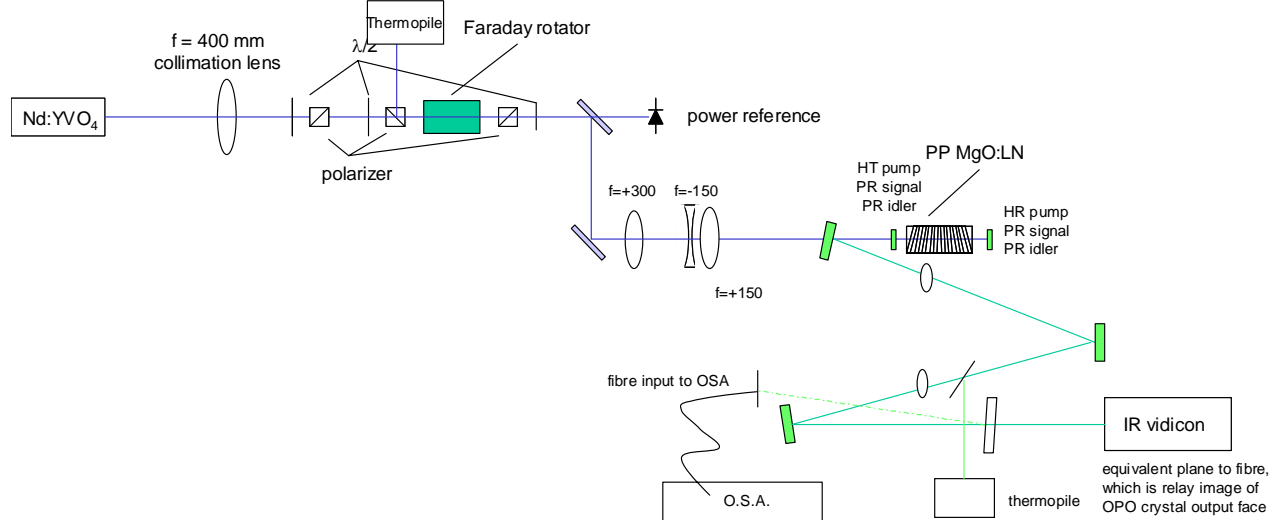 Thermopile
Faraday rotator
λ/2
f = 400 mm
collimation lens
Nd:YVO4
power reference
polarizer
PP MgO:LN
HT pump
PR signal
PR idler
f=+300
f=-150
HR pump
PR signal
PR idler
f=+150
fibre input to OSA
IR vidicon
equivalent plane to fibre,
which is relay image of
OPO crystal output face
O.S.A.
thermopile